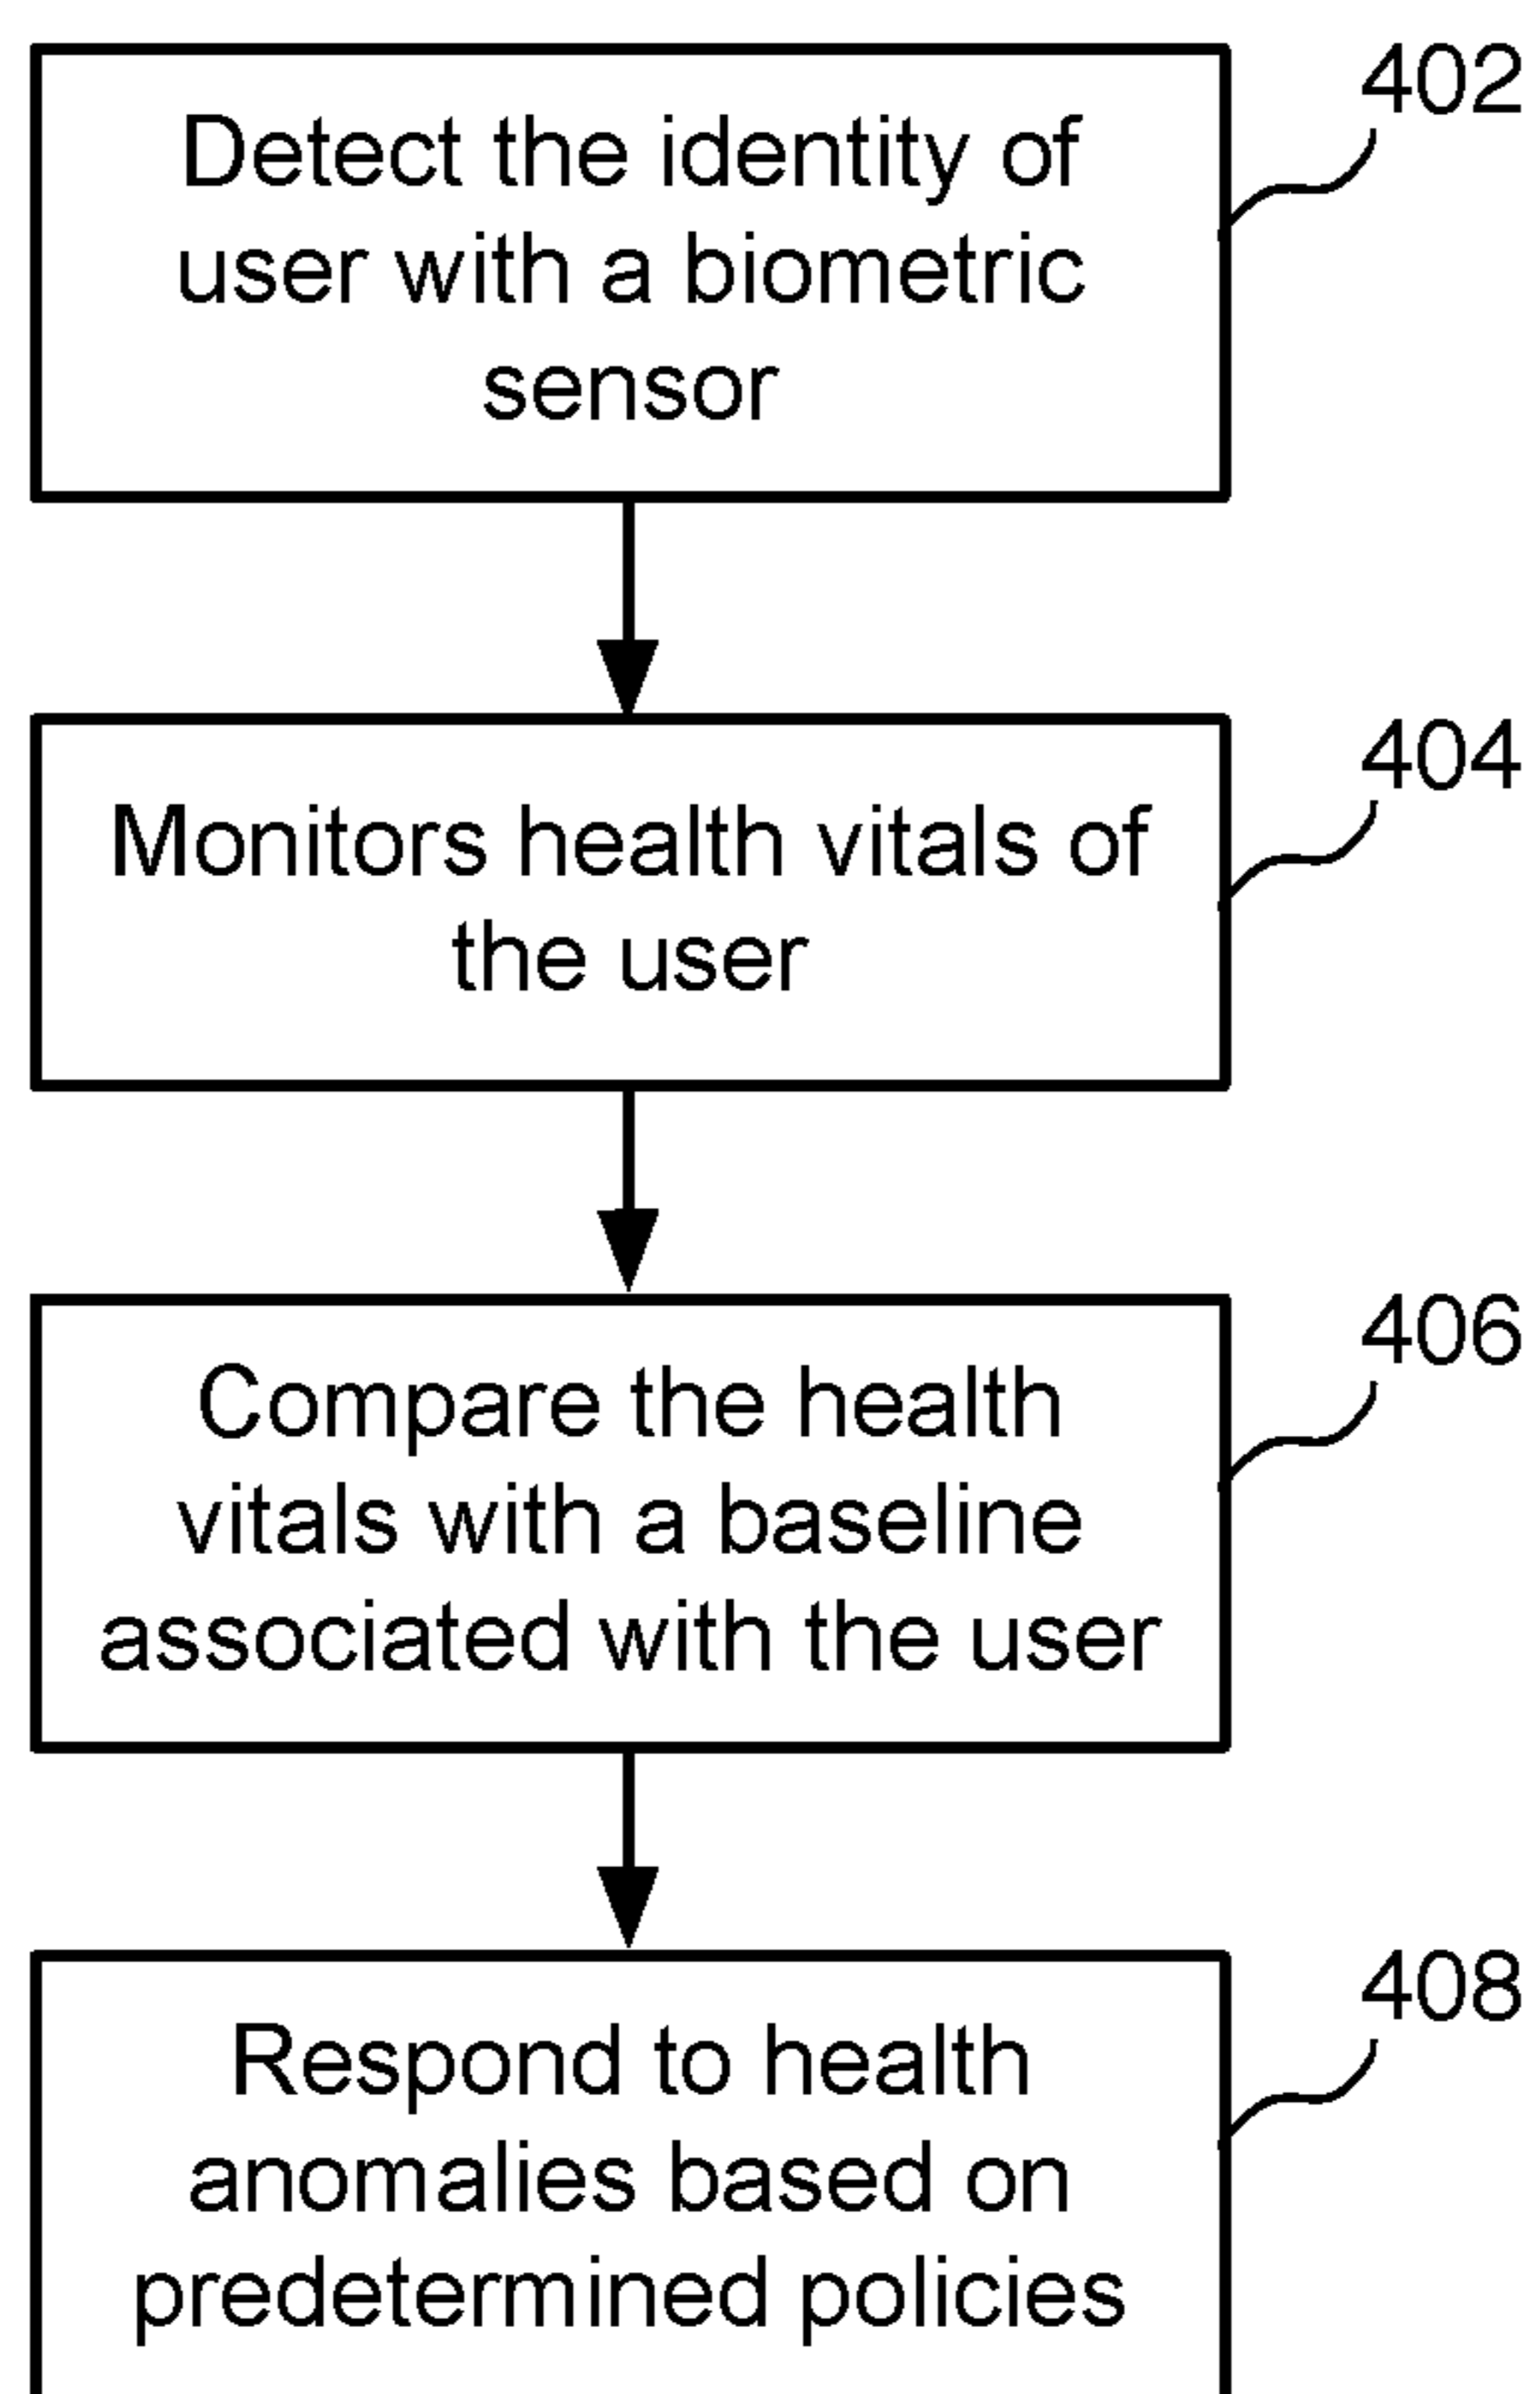 402
Detect the identity of
user with a biometric
sensor
404
Monitors health vitals of
the user
406
Compare the health
vitals with a baseline
associated with the user
408
Respond to health
anomalies based on
predetermined policies